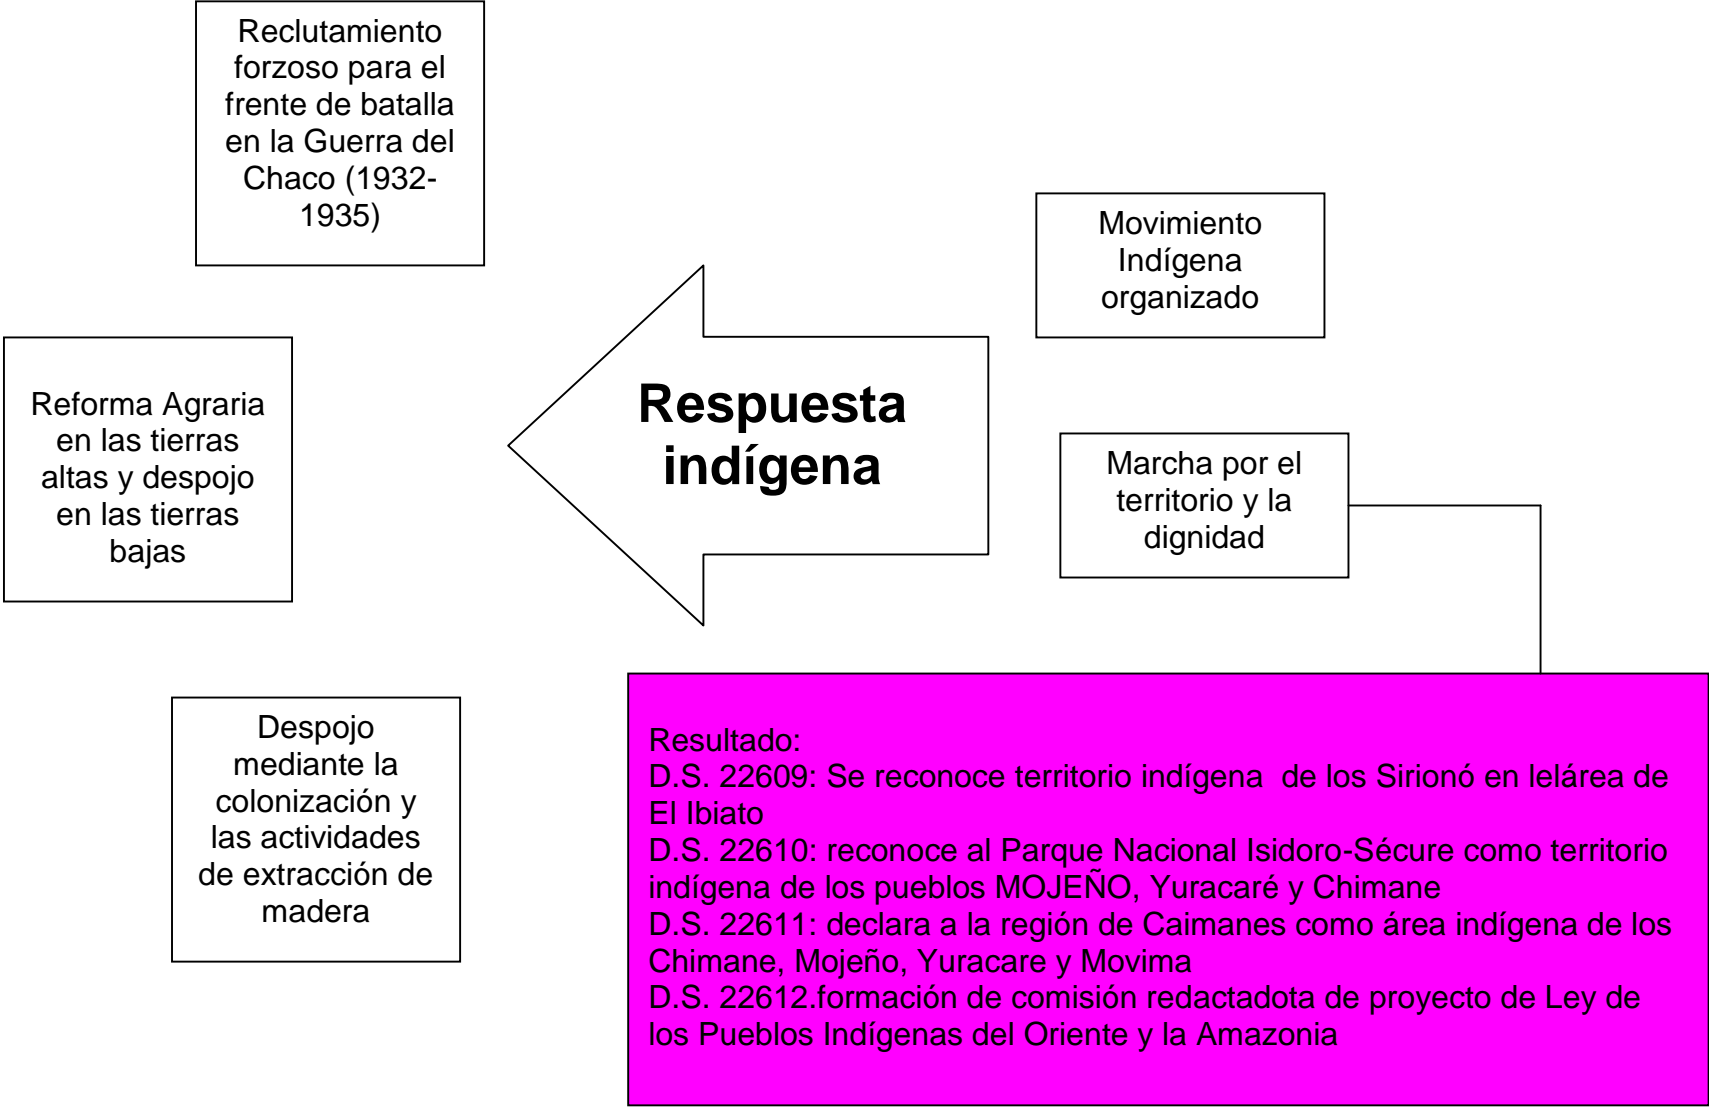 Reclutamiento
forzoso para el
frente de batalla
en la Guerra del
Chaco (1932-
1935)
Reforma Agraria
en las tierras
altas y despojo
en las tierras
bajas
Despojo
mediante la
colonización y
las actividades
de extracción de
madera
Respuesta
indígena
Movimiento
Indígena
organizado
Marcha por el
territorio y la
dignidad
Resultado:
D.S. 22609: Se reconoce territorio indígena  de los Sirionó en lelárea de
El Ibiato
D.S. 22610: reconoce al Parque Nacional Isidoro-Sécure como territorio
indígena de los pueblos MOJEÑO, Yuracaré y Chimane
D.S. 22611: declara a la región de Caimanes como área indígena de los
Chimane, Mojeño, Yuracare y Movima
D.S. 22612.formación de comisión redactadota de proyecto de Ley de
los Pueblos Indígenas del Oriente y la Amazonia